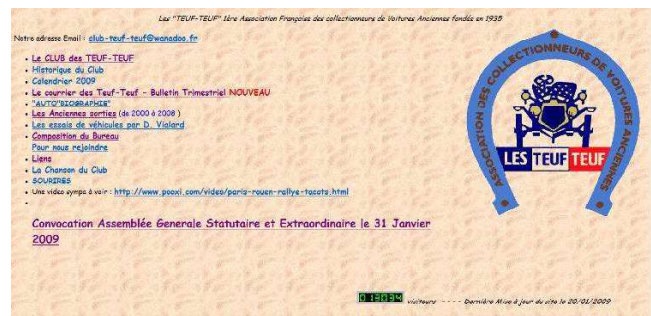 Les "TEUF-TEUF" 1ère Association Française des collectionneurs de Voitures Anciennes fondée en 1935
Notre adresse Email : club-teuf-teuf@wanadoo.fr
Le CLUB des TEUF-TEUF
Historique du Club
Calendrier 2009
Le courrier des Teuf-Teuf - Bulletin Trimestriel NOUVEAU
"AUTO"BIOGRAPHIE"
Les Anciennes sorties (de 2000 à 2008 )
Les essais de véhicules par D. Violard
Composition du Bureau
Pour nous rejoindre
Liens
La Chanson du Club
SOURIRES
Une video sympa à voir : http://www.pooxi.com/video/paris-rouen-rallye-tacots.html
Convocation Assemblée Generale Statutaire et Extraordinaire le 31 Janvier
2009
ASSOCIATION DES COLLECTIONNEURS DE VOITURES ANCIENNES
LES TEUF TEUF
visiteurs - - - - Dernière Mise à jour du site le 20/01/2009